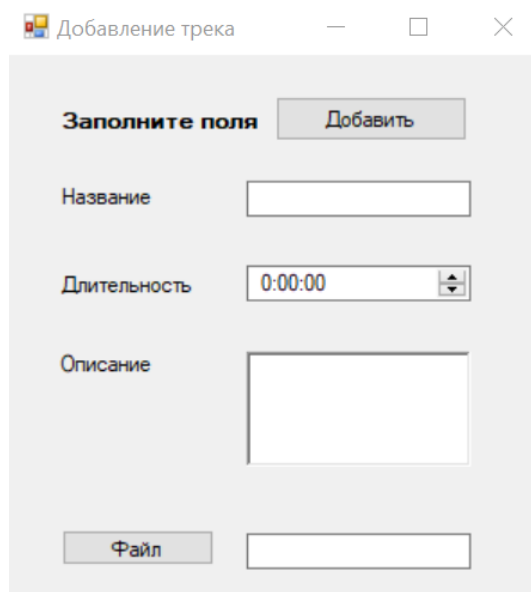 Добавление трека
Заполните поля Добавить
Название
Длительность 0:00:00
Описание
Файл